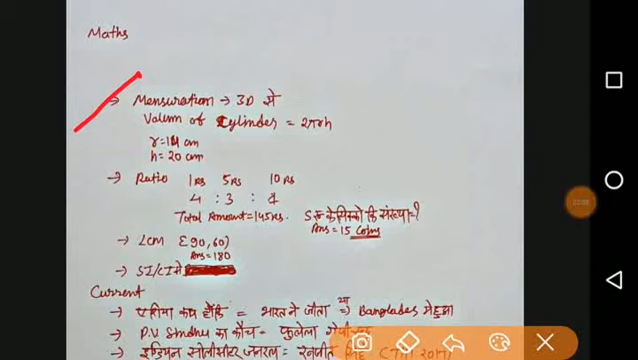 Maths
→ Mensuration → 3D से
Valum of Cylinder = 2πrh
r=14 cm
h = 20 cm
→ Ratio 1Rs 5Rs 10Rs
4 : 3 : 4
Total Amount = 145Rs. 5 रू के सिक्को कि संख्या=?
Ans = 15 Coins
→ Lcm {90, 60}
Ans = 180
→ SI/CI से
Current
→ एशिया कप हॉकि = भारत ने जीता था → Bangladesh मे हुआ
→ P.V Sindhu का कौच = फुलेला
→ इंडियन सोलीसीटर जनरल = रनजीत